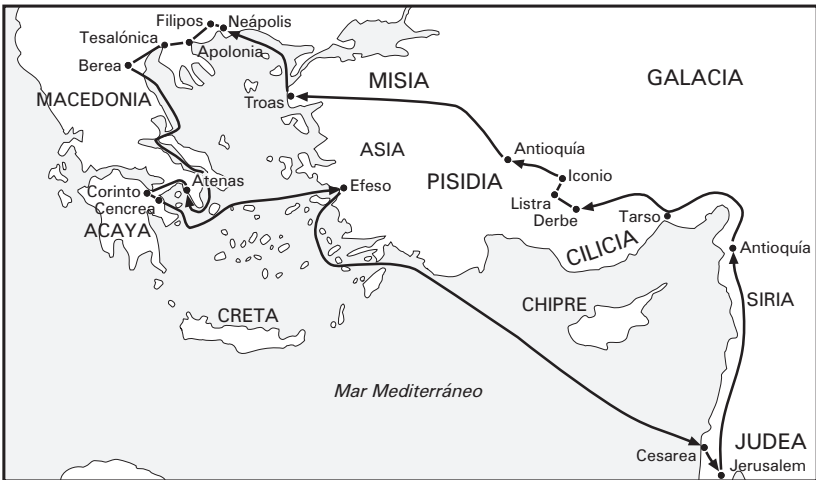 Filipos
Neápolis
Tesalónica
Apolonia
Berea
MISIA
GALACIA
MACEDONIA
Troas
ASIA
Antioquía
Iconio
Atenas
Efeso
PISIDIA
Corinto
Listra
Cencrea
Derbe
Tarso
ACAYA
CILICIA
Antioquía
CRETA
CHIPRE
SIRIA
Mar Mediterráneo
Cesarea
JUDEA
Jerusalem